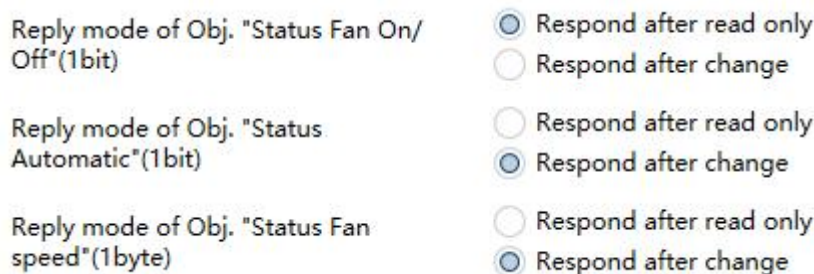 Reply mode of Obj. "Status Fan On/
Off"(1bit)
Respond after read only
Respond after change
Reply mode of Obj. "Status
Automatic"(1bit)
Respond after read only
Respond after change
Reply mode of Obj. "Status Fan
speed"(1byte)
Respond after read only
Respond after change